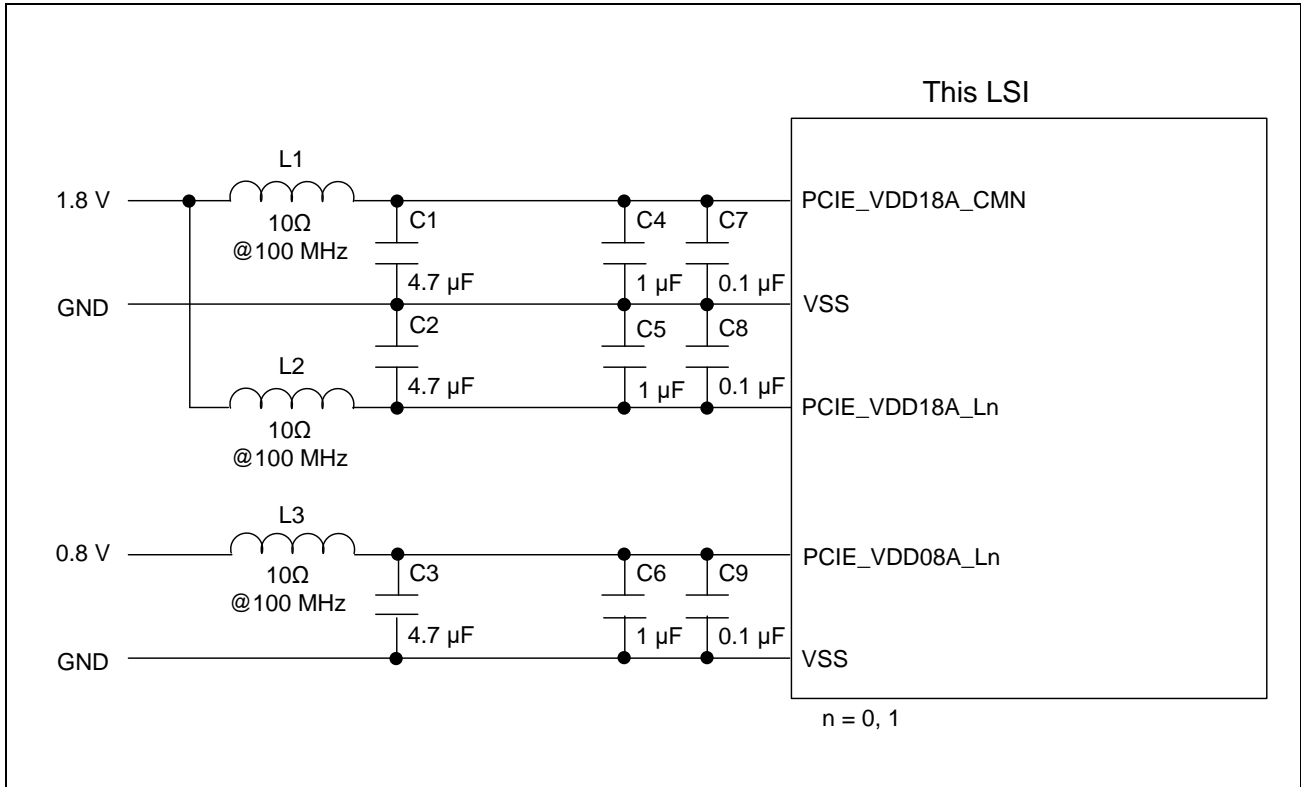 This LSI
L1
1.8 V
10Ω
@100 MHz
C1
4.7 µF
C4
1 µF
C7
0.1 µF
PCIE_VDD18A_CMN
GND
VSS
C2
4.7 µF
C5
1 µF
C8
0.1 µF
L2
10Ω
@100 MHz
PCIE_VDD18A_Ln
L3
0.8 V
10Ω
@100 MHz
C3
4.7 µF
C6
1 µF
C9
0.1 µF
PCIE_VDD08A_Ln
GND
VSS
n = 0, 1